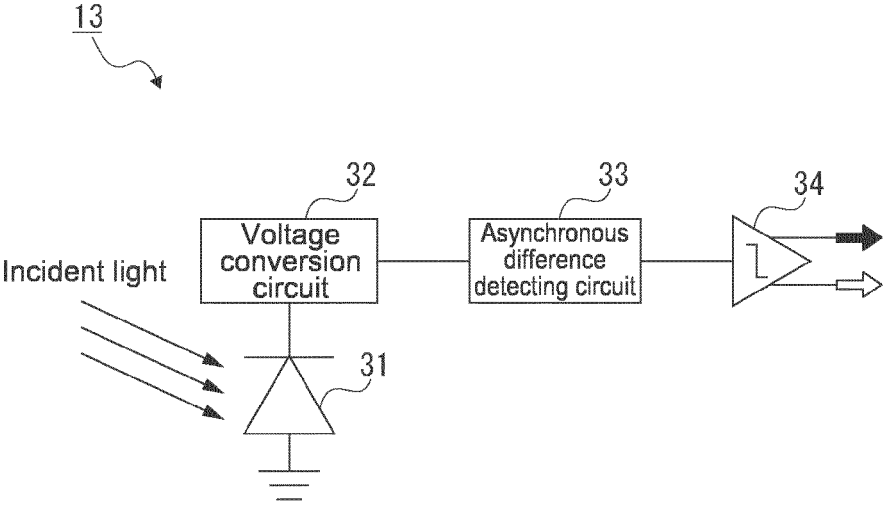 13
32
33
34
Voltage
conversion
circuit
Asynchronous
difference
detecting circuit
Incident light
31